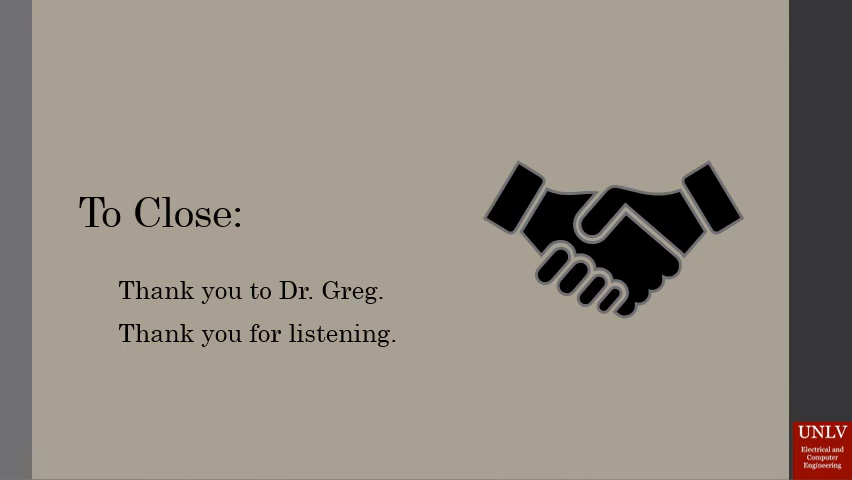 To Close:
Thank you to Dr. Greg.
Thank you for listening.
UNLV
Electrical and
Computer
Engineering